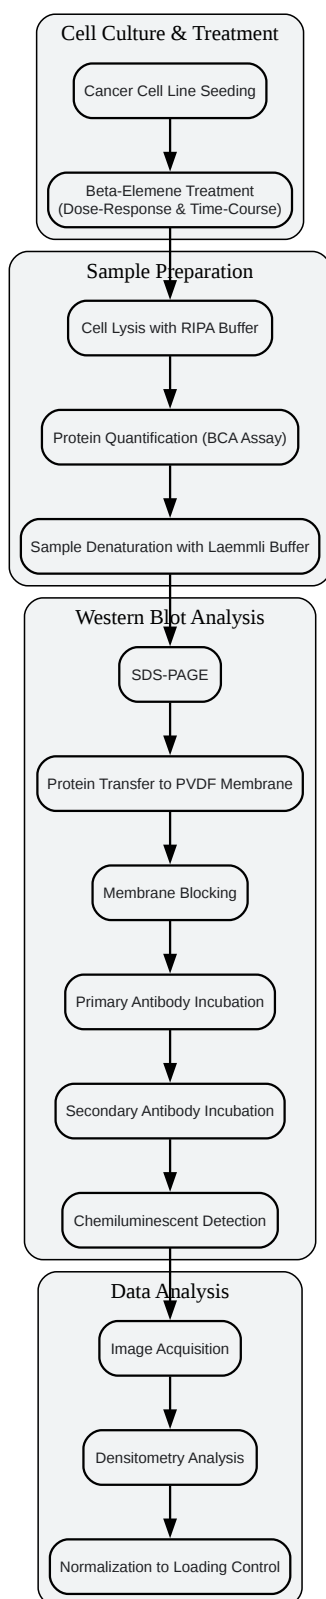 Cell Culture & Treatment
Cancer Cell Line Seeding
Beta-Elemene Treatment
(Dose-Response & Time-Course)
Sample Preparation
Cell Lysis with RIPA Buffer
Protein Quantification (BCA Assay)
Sample Denaturation with Laemmli Buffer
Western Blot Analysis
SDS-PAGE
Protein Transfer to PVDF Membrane
Membrane Blocking
Primary Antibody Incubation
Secondary Antibody Incubation
Chemiluminescent Detection
Data Analysis
Image Acquisition
Densitometry Analysis
Normalization to Loading Control